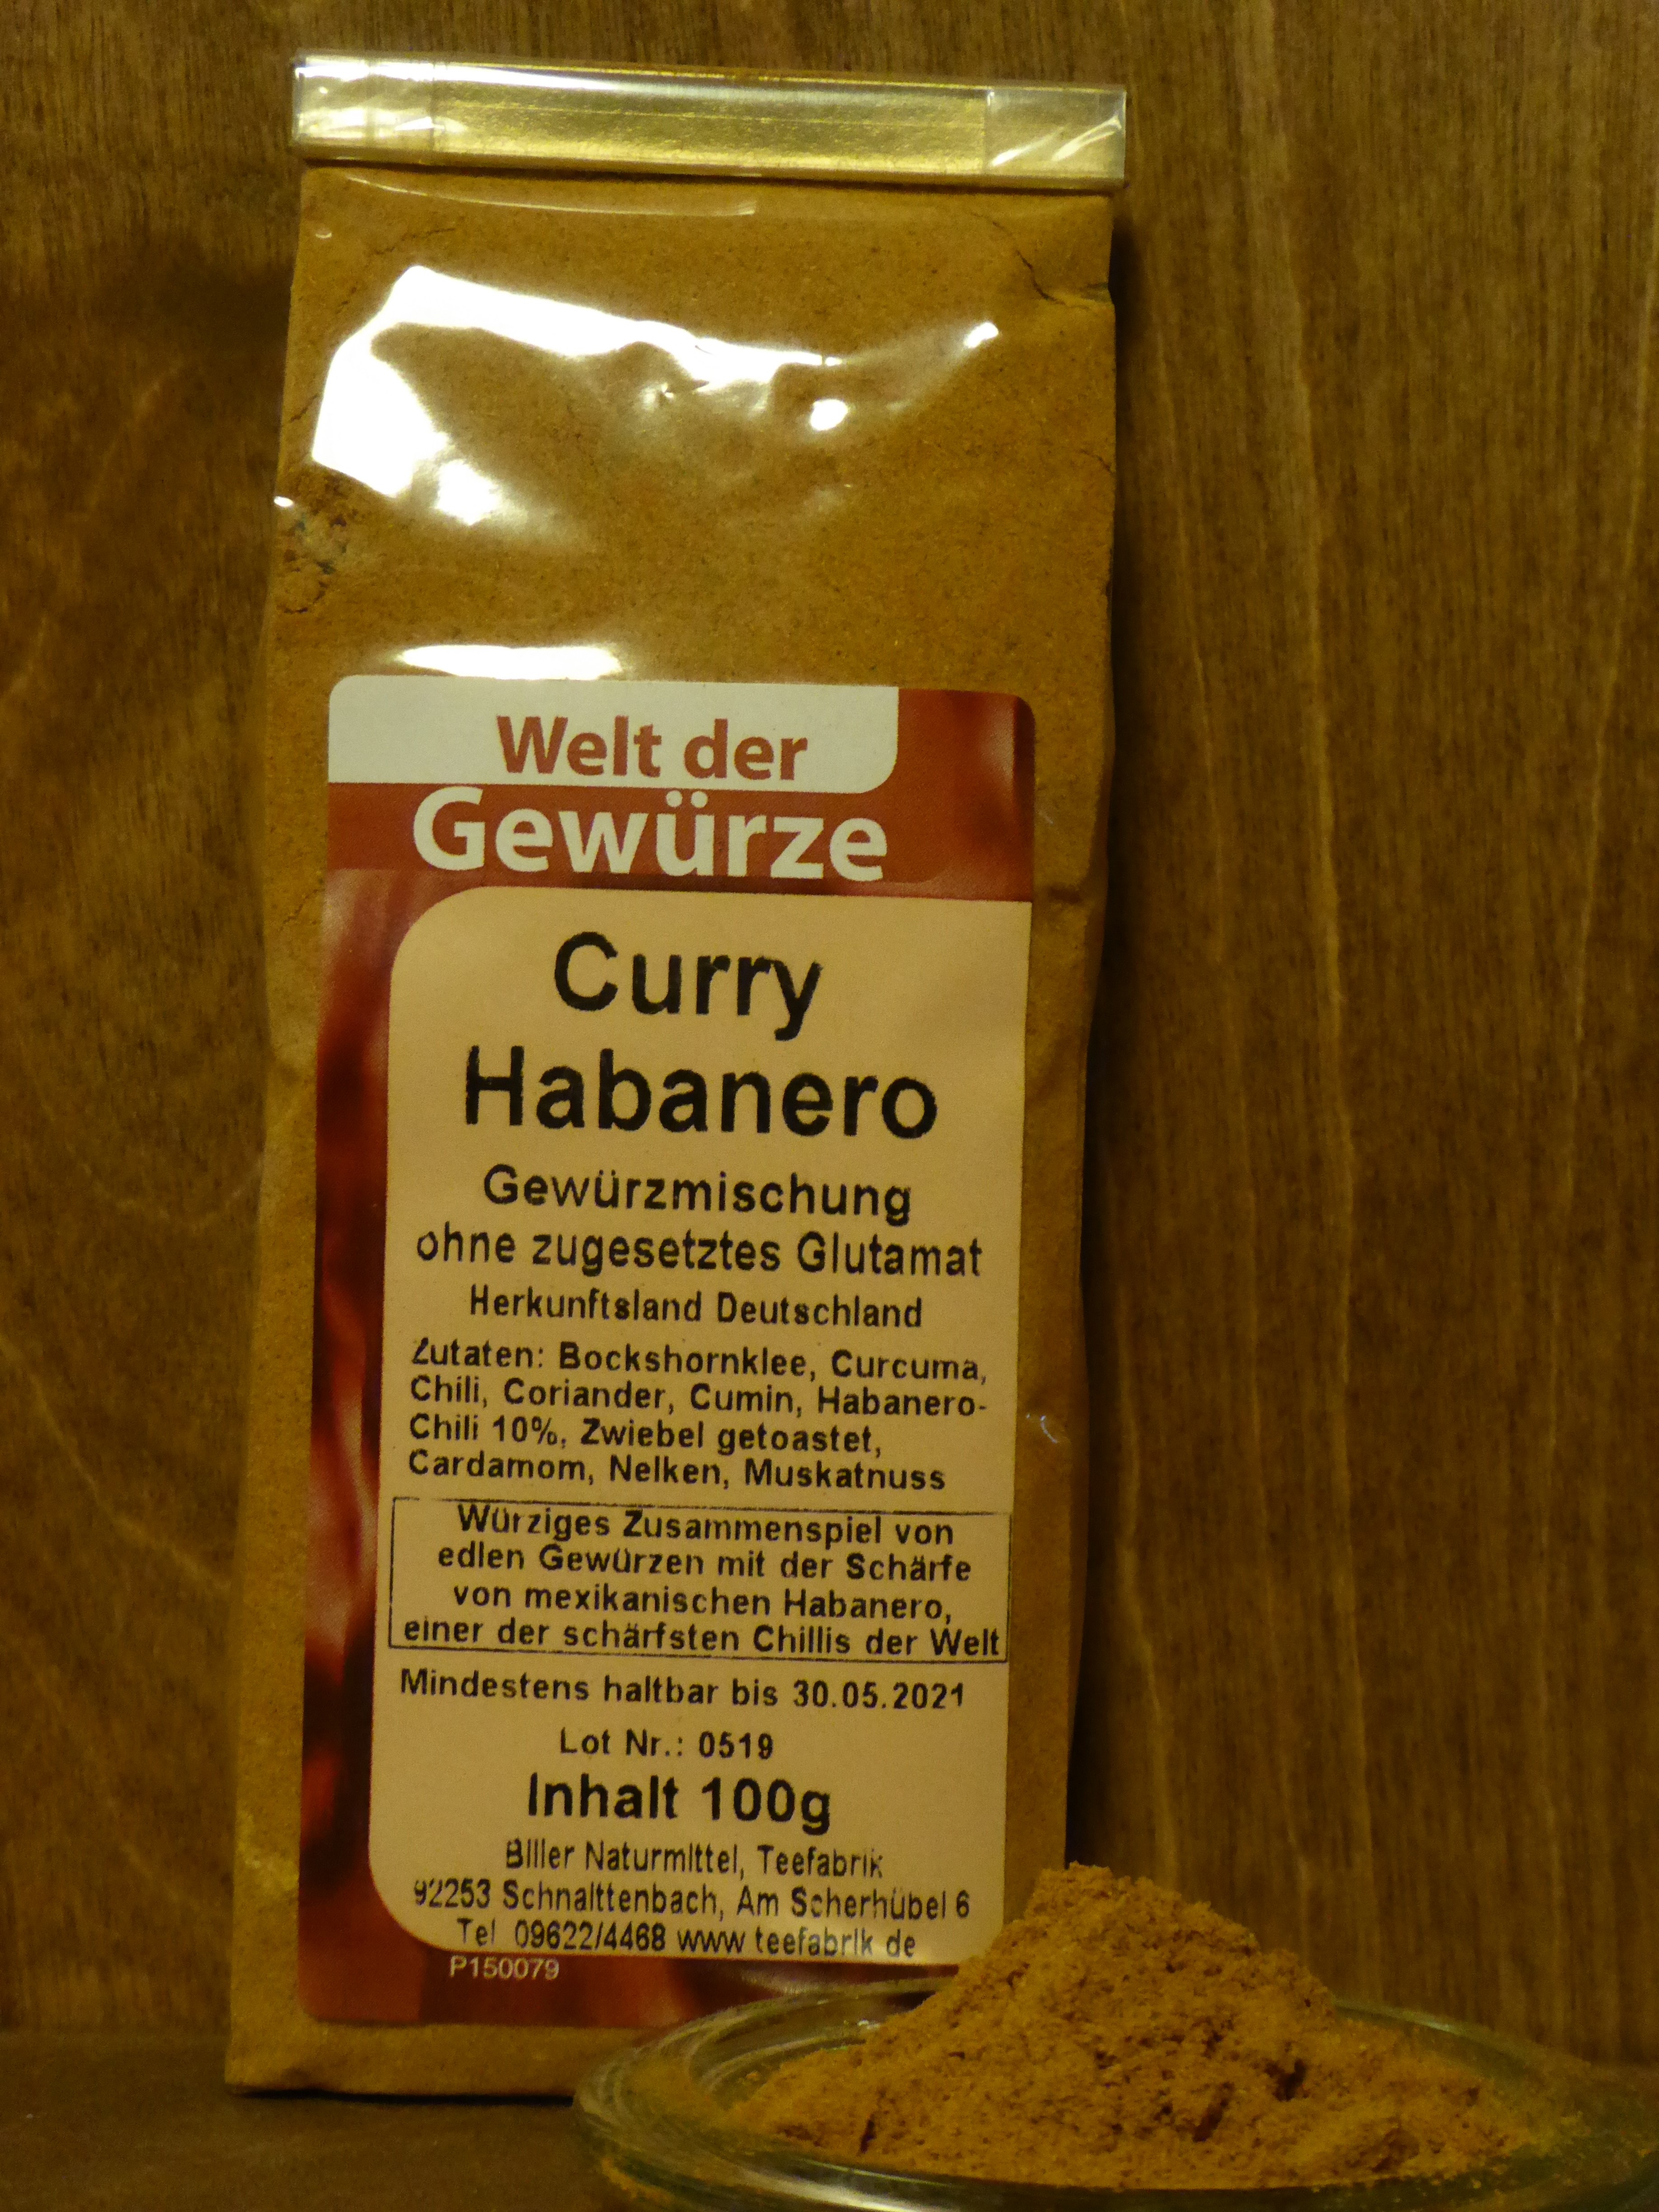 Welt der
Gewürze
Curry
Habanero
Gewürzmischung
ohne zugesetztes Glutamat
Herkunftsland Deutschland
Zutaten: Bockshornklee, Curcuma,
Chili, Coriander, Cumin, Habanero-
Chili 10%, Zwiebel getoastet,
Cardamom, Nelken, Muskatnuss
Würziges Zusammenspiel von
edlen Gewürzen mit der Schärfe
von mexikanischen Habanero,
einer der schärfsten Chillis der Welt
Mindestens haltbar bis 30.05.2021
Lot Nr.: 0519
Inhalt 100g
Biller Naturmittel, Teefabrik
92253 Schnaittenbach, Am Scherhübel 6
Tel 09622/4468 www teefabrik de
P150079